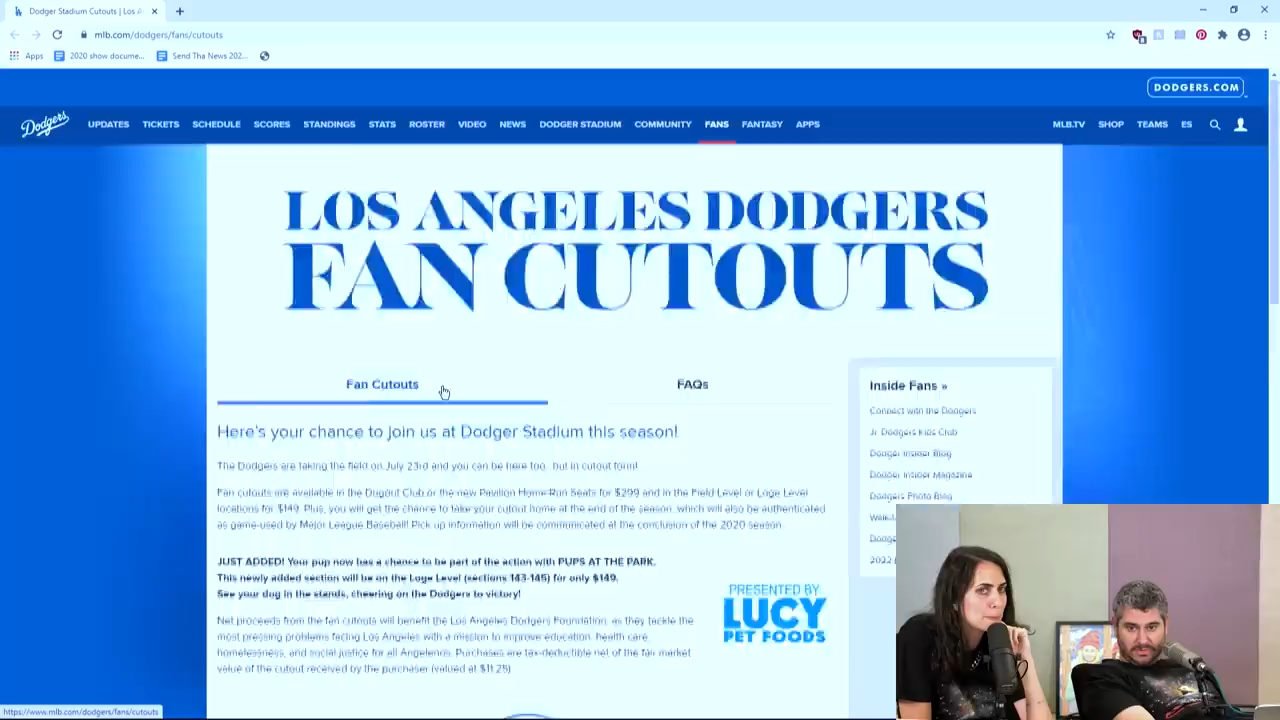 Dodger Stadium Cutouts | Los A
mlb.com/dodgers/fans/cutouts
Apps
2020 show docume...
Send Tha News 202...
DODGERS.COM
Dodgers
UPDATES TICKETS SCHEDULE SCORES STANDINGS STATS ROSTER VIDEO NEWS DODGER STADIUM COMMUNITY FANS FANTASY APPS MLB.TV SHOP TEAMS ES
LOS ANGELES DODGERS
FAN CUTOUTS
Fan Cutouts
FAQs
Here's your chance to join us at Dodger Stadium this season!
The Dodgers are taking the field on July 23rd and you can be here too, but in cutout form!
Fan cutouts are available in the Dugout Club or the new Pavilion Home Run Seats for $299 and in the Field Level or Loge Level
locations for $149. Plus, you will get the chance to take your cutout home at the end of the season, which will also be authenticated
as game-used by Major League Baseball! Pick up information will be communicated at the conclusion of the 2020 season.
JUST ADDED! Your pup now has a chance to be part of the action with PUPS AT THE PARK.
This newly added section will be on the Loge Level (sections 143-145) for only $149.
See your dog in the stands, cheering on the Dodgers to victory!
Net proceeds from the fan cutouts will benefit the Los Angeles Dodgers Foundation, as they tackle the
most pressing problems facing Los Angeles with a mission to improve education, health care,
homelessness, and social justice for all Angelenos. Purchases are tax-deductible net of the fair market
value of the cutout received by the purchaser (valued at $11.25)
PRESENTED BY
LUCY
PET FOODS
Inside Fans »
Connect with the Dodgers
Jr. Dodgers Kids Club
Dodger Insider Blog
Dodger Insider Magazine
Dodgers Photo Blog
Dodge
2022
https://www.mlb.com/dodgers/fans/cutouts